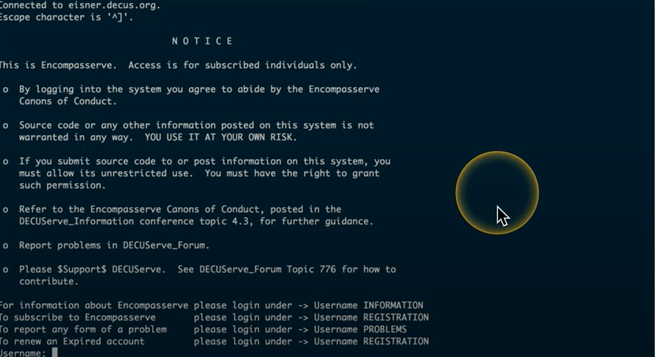 Connected to eisner.decus.org.
Escape character is '^]'.
N O T I C E
This is Encompasserve. Access is for subscribed individuals only.
o By logging into the system you agree to abide by the Encompasserve
Canons of Conduct.
o Source code or any other information posted on this system is not
warranted in any way. YOU USE IT AT YOUR OWN RISK.
o If you submit source code to or post information on this system, you
must allow its unrestricted use. You must have the right to grant
such permission.
o Refer to the Encompasserve Canons of Conduct, posted in the
DECUServe_Information conference topic 4.3, for further guidance.
o Report problems in DECUServe_Forum.
o Please $Support$ DECUServe. See DECUServe_Forum Topic 776 for how to
contribute.
For information about Encompasserve please login under -> Username INFORMATION
To subscribe to Encompasserve please login under -> Username REGISTRATION
To report any form of a problem please login under -> Username PROBLEMS
To renew an Expired account please login under -> Username REGISTRATION
Username: